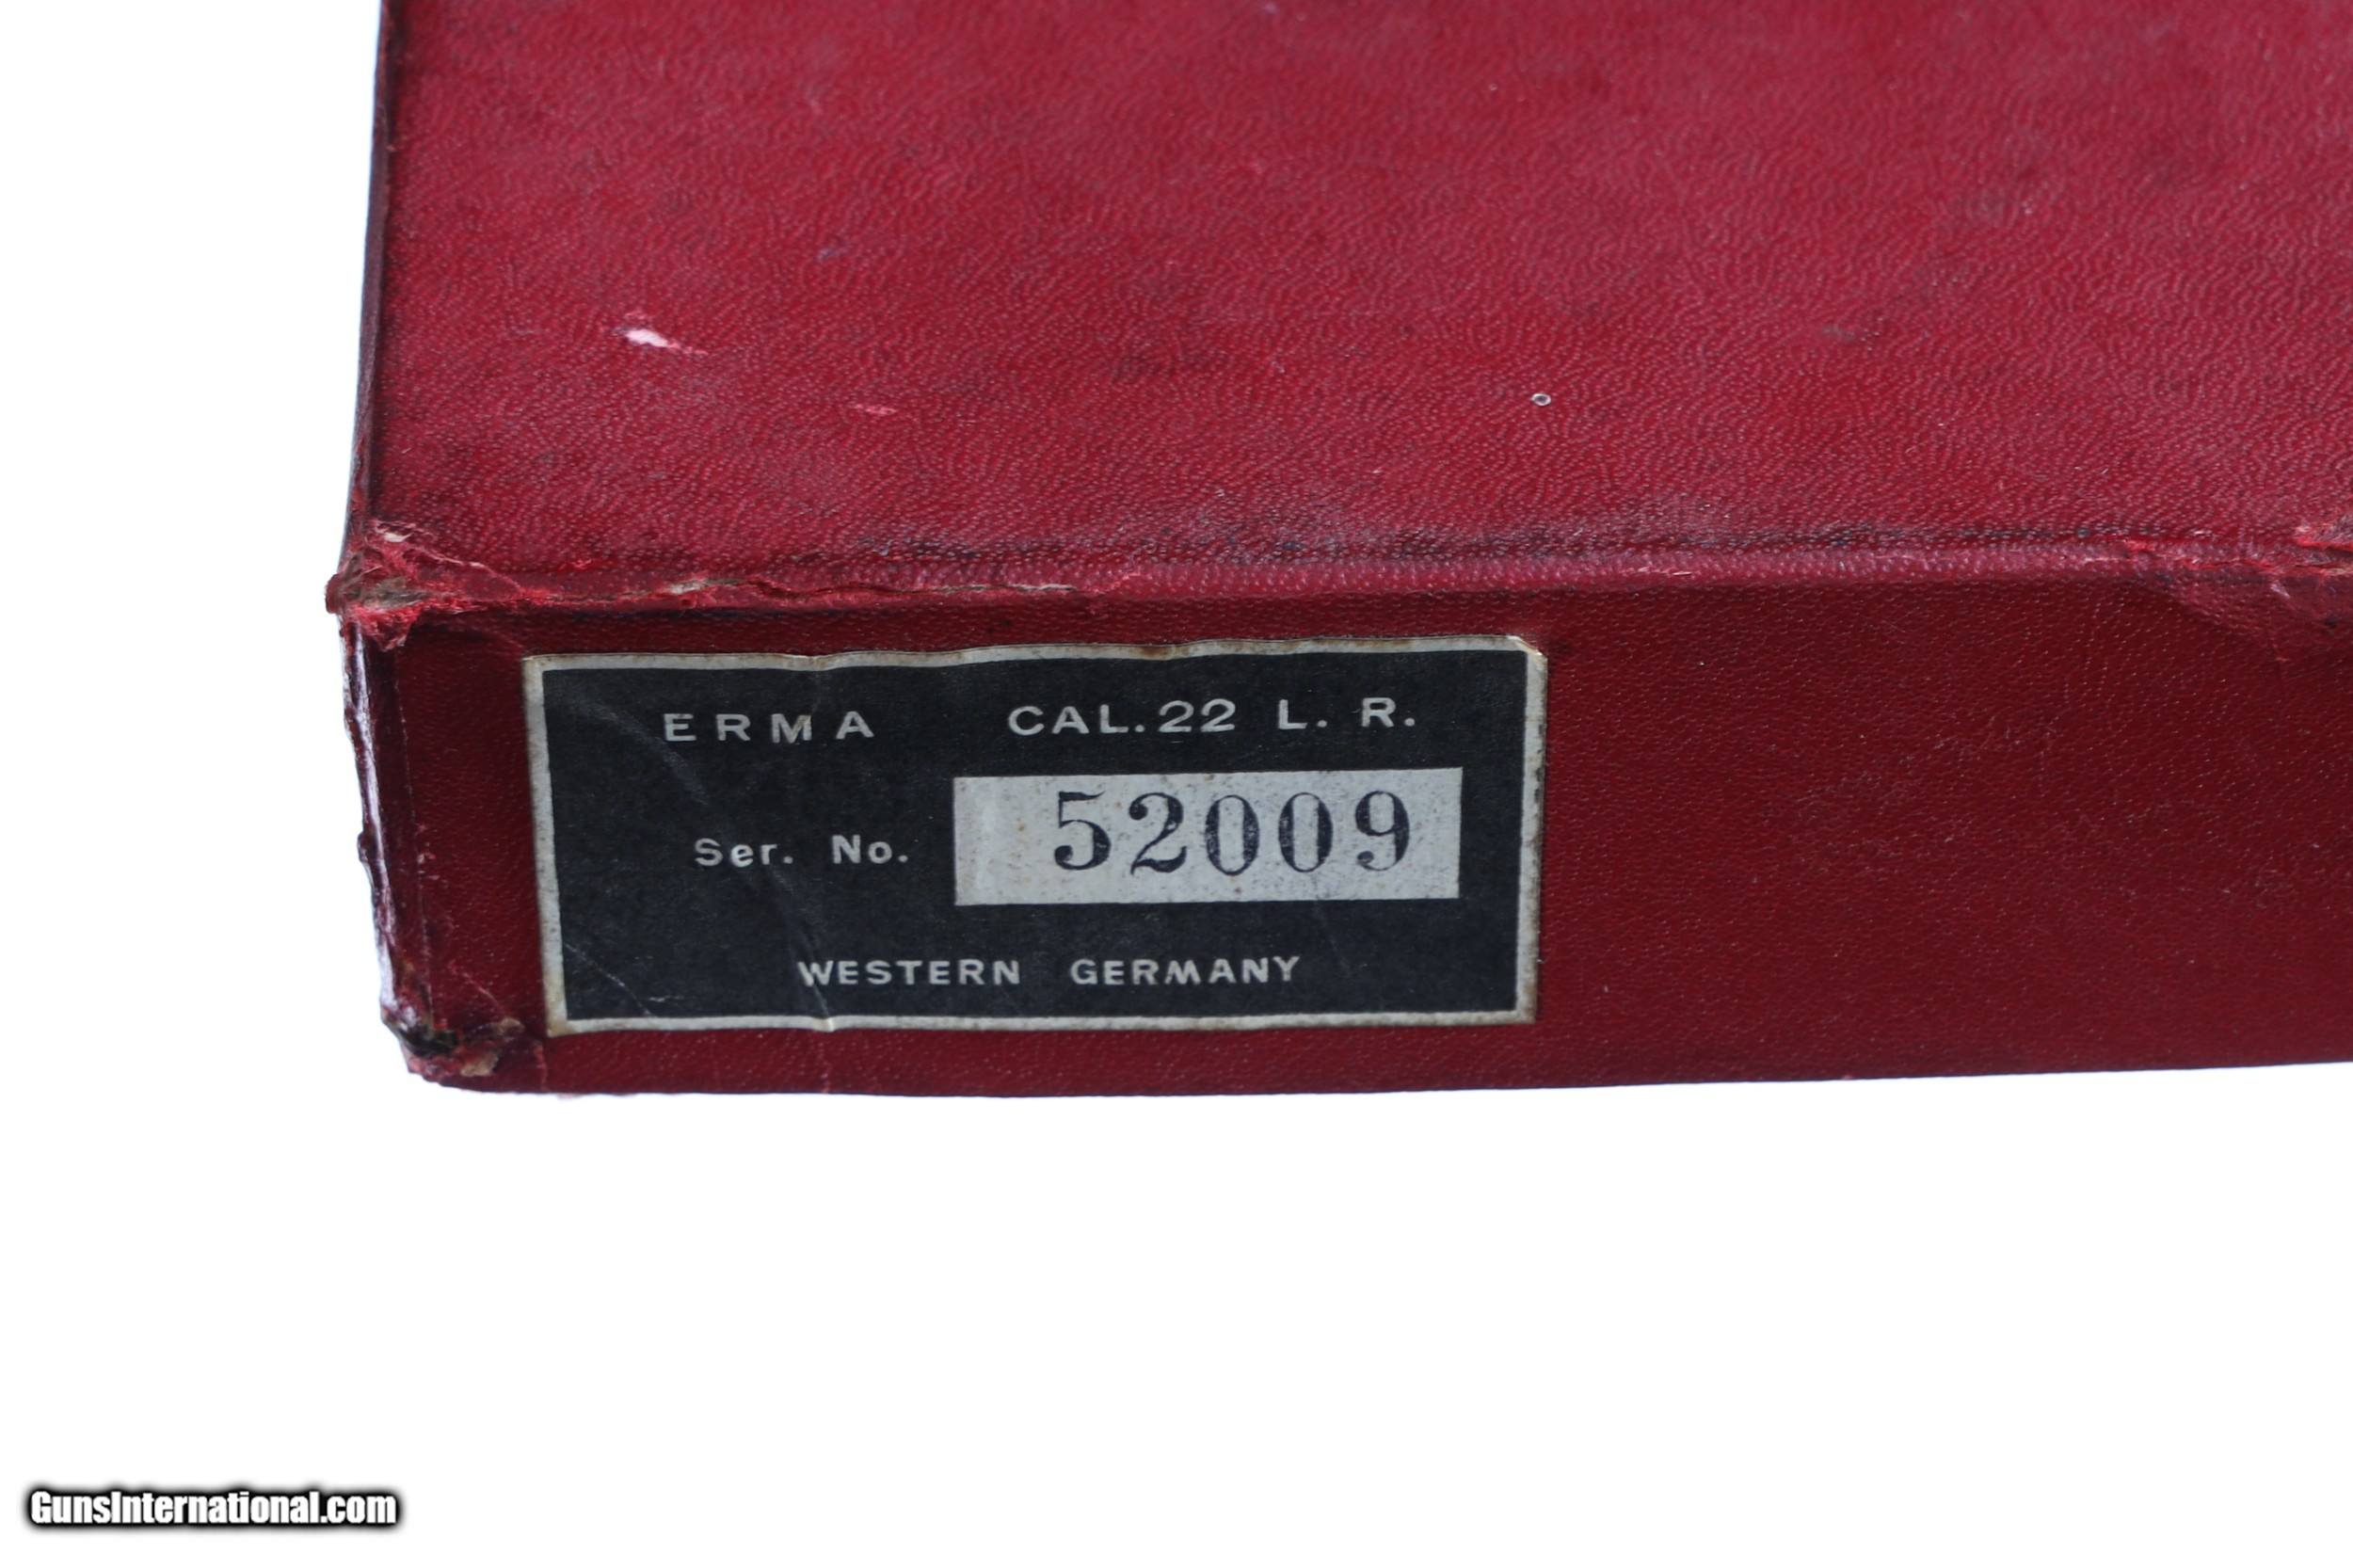 ERMA CAL.22 L. R.
Ser. No. 52009
WESTERN GERMANY
GunsInternational.com